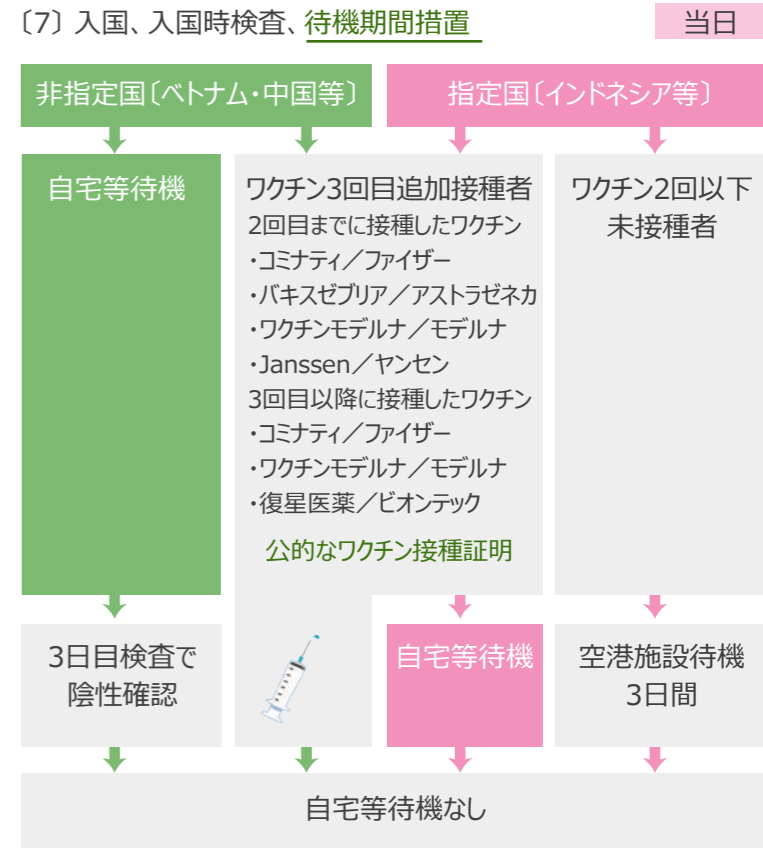 〔7〕入国、入国時検査、待機期間措置
当日
非指定国〔ベトナム・中国等〕
指定国〔インドネシア等〕
自宅等待機
ワクチン3回目追加接種者
2回目までに接種したワクチン
・コミナティ／ファイザー
・バキスゼブリア／アストラゼネカ
・ワクチンモデルナ／モデルナ
・Janssen／ヤンセン
3回目以降に接種したワクチン
・コミナティ／ファイザー
・ワクチンモデルナ／モデルナ
・復星医薬／ビオンテック
公的なワクチン接種証明
ワクチン2回以下
未接種者
3日目検査で
陰性確認
自宅等待機
空港施設待機
3日間
自宅等待機なし